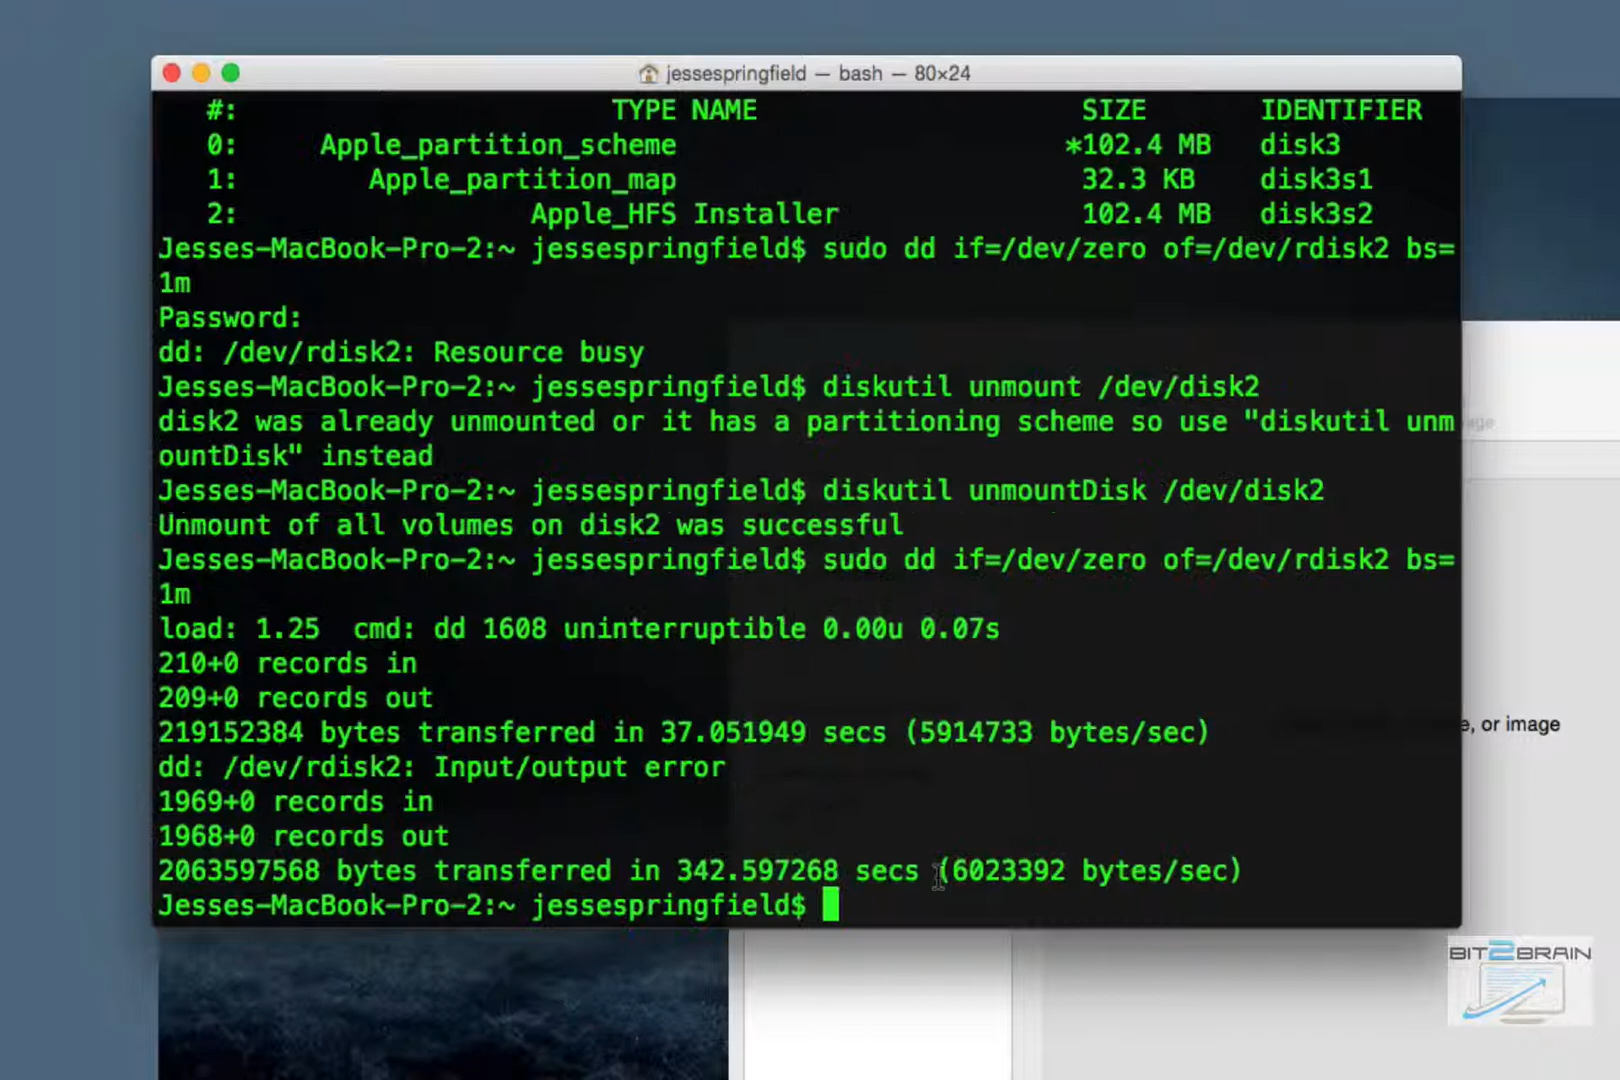 jessespringfield — bash — 80×24
#: TYPE NAME SIZE IDENTIFIER
0: Apple_partition_scheme *102.4 MB disk3
1: Apple_partition_map 32.3 KB disk3s1
2: Apple_HFS Installer 102.4 MB disk3s2
Jesses-MacBook-Pro-2:~ jessespringfield$ sudo dd if=/dev/zero of=/dev/rdisk2 bs=
1m
Password:
dd: /dev/rdisk2: Resource busy
Jesses-MacBook-Pro-2:~ jessespringfield$ diskutil unmount /dev/disk2
disk2 was already unmounted or it has a partitioning scheme so use "diskutil unm
ountDisk" instead
Jesses-MacBook-Pro-2:~ jessespringfield$ diskutil unmountDisk /dev/disk2
Unmount of all volumes on disk2 was successful
Jesses-MacBook-Pro-2:~ jessespringfield$ sudo dd if=/dev/zero of=/dev/rdisk2 bs=
1m
load: 1.25 cmd: dd 1608 uninterruptible 0.00u 0.07s
210+0 records in
209+0 records out
219152384 bytes transferred in 37.051949 secs (5914733 bytes/sec)
dd: /dev/rdisk2: Input/output error
1969+0 records in
1968+0 records out
2063597568 bytes transferred in 342.597268 secs (6023392 bytes/sec)
Jesses-MacBook-Pro-2:~ jessespringfield$
, or image
BIT2BRAIN